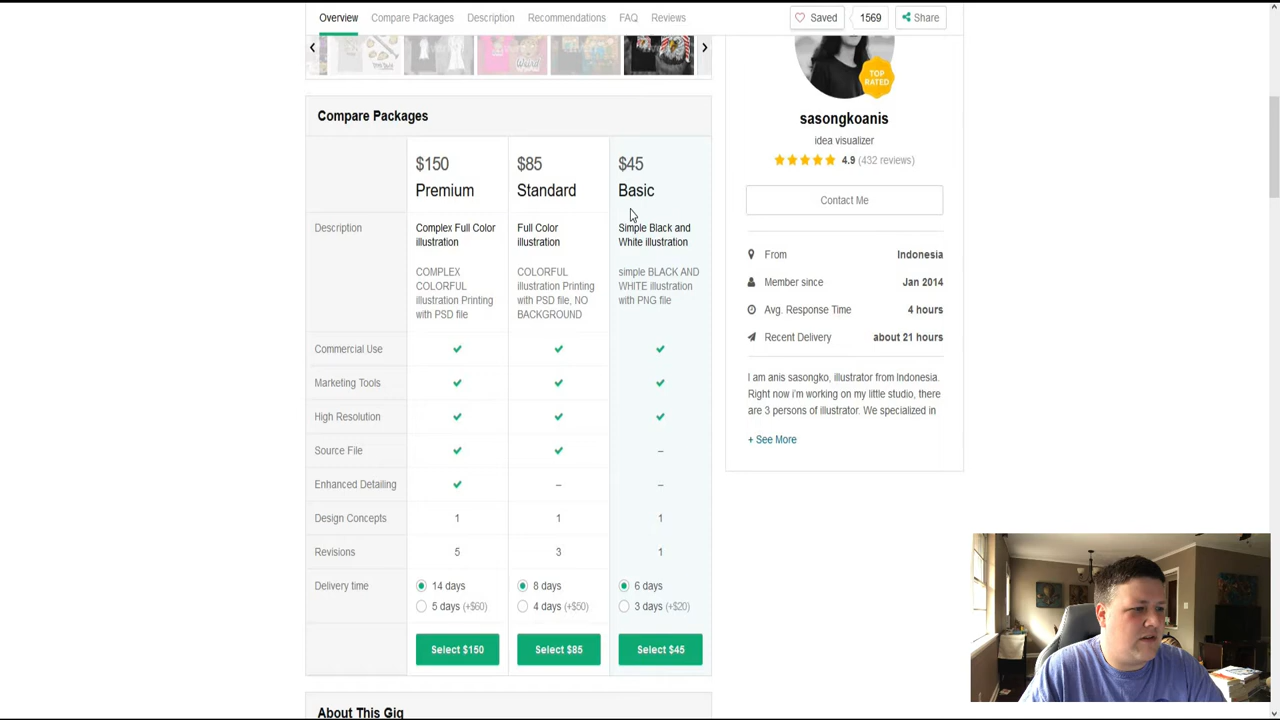 Overview Compare Packages Description Recommendations FAQ Reviews Saved 1569 Share
TOP
RATED
Compare Packages
sasongkoanis
idea visualizer
4.9 (432 reviews)
Contact Me
From Indonesia
Member since Jan 2014
Avg. Response Time 4 hours
Recent Delivery about 21 hours
I am anis sasongko, illustrator from Indonesia.
Right now i'm working on my little studio, there
are 3 persons of illustrator. We specialized in
+ See More
$150 $85 $45
Premium Standard Basic
Description
Complex Full Color
illustration
COMPLEX
COLORFUL
illustration Printing
with PSD file
Full Color
illustration
COLORFUL
illustration Printing
with PSD file, NO
BACKGROUND
Simple Black and
White illustration
simple BLACK AND
WHITE illustration
with PNG file
Commercial Use
Marketing Tools
High Resolution
Source File –
Enhanced Detailing – –
Design Concepts 1 1 1
Revisions 5 3 1
Delivery time 14 days 8 days 6 days
5 days (+$60) 4 days (+$50) 3 days (+$20)
Select $150 Select $85 Select $45
About This Gig